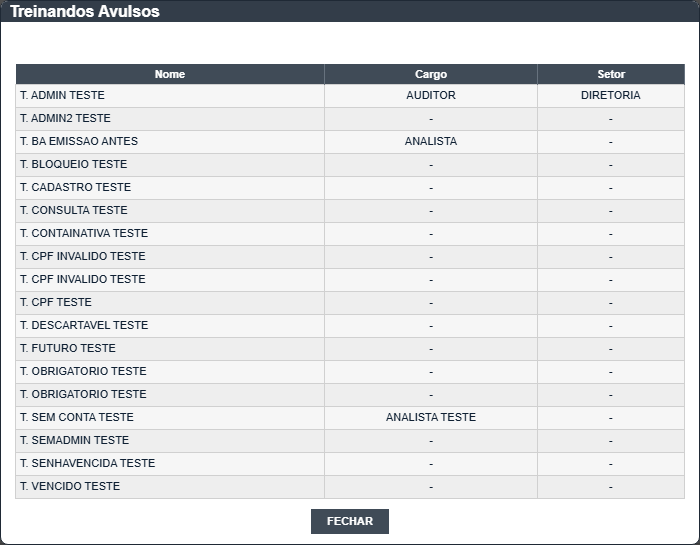 Treinandos Avulsos
Nome Cargo Setor
T. ADMIN TESTE AUDITOR DIRETORIA
T. ADMIN2 TESTE - -
T. BA EMISSAO ANTES ANALISTA -
T. BLOQUEIO TESTE - -
T. CADASTRO TESTE - -
T. CONSULTA TESTE - -
T. CONTAINATIVA TESTE - -
T. CPF INVALIDO TESTE - -
T. CPF INVALIDO TESTE - -
T. CPF TESTE - -
T. DESCARTAVEL TESTE - -
T. FUTURO TESTE - -
T. OBRIGATORIO TESTE - -
T. OBRIGATORIO TESTE - -
T. SEM CONTA TESTE ANALISTA TESTE -
T. SEMADMIN TESTE - -
T. SENHAVENCIDA TESTE - -
T. VENCIDO TESTE - -
FECHAR